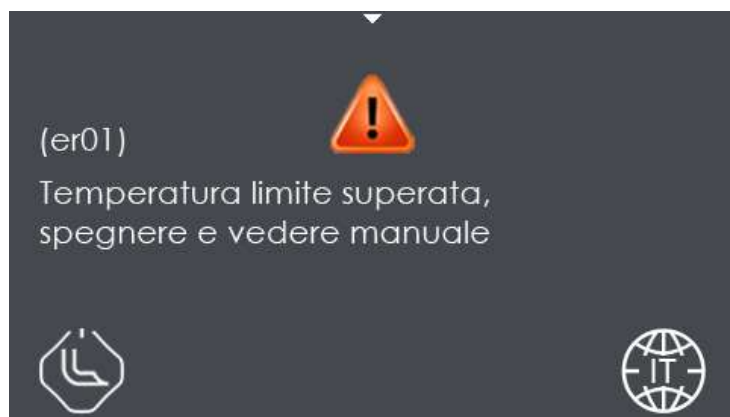 (er01)
Temperatura limite superata,
spegnere e vedere manuale
IT